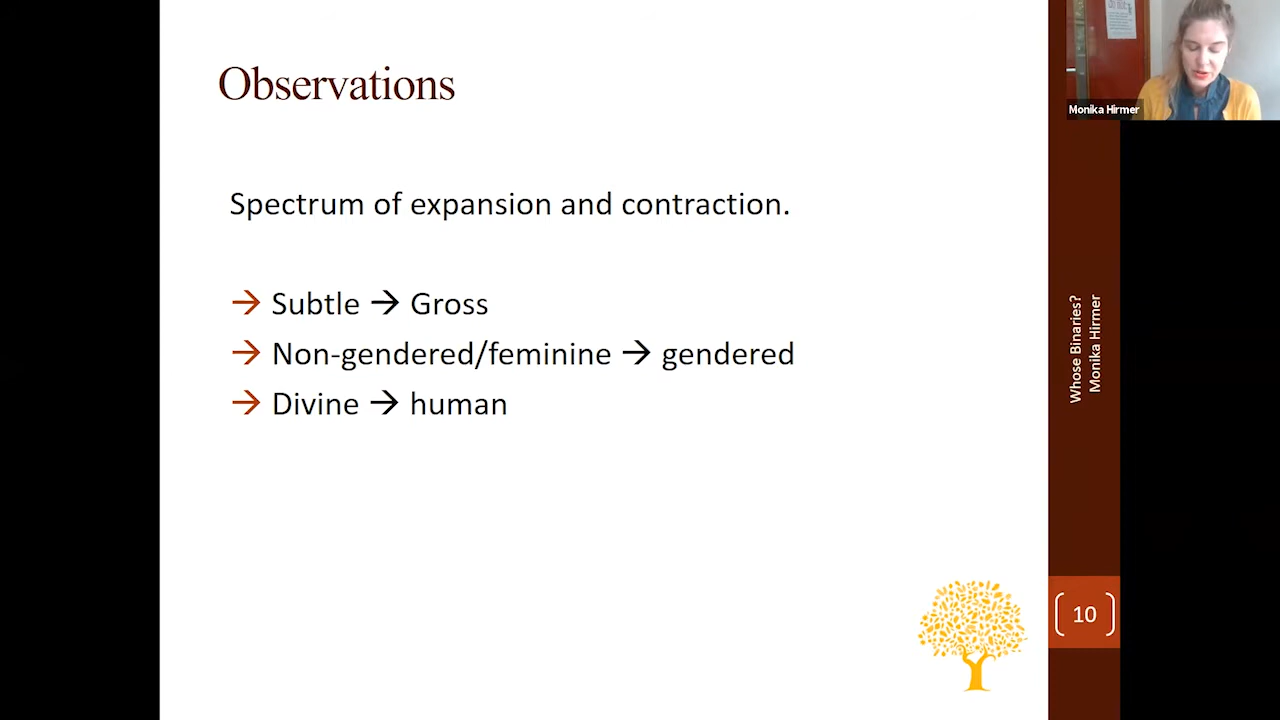 Observations
Spectrum of expansion and contraction.
→ Subtle → Gross
→ Non-gendered/feminine → gendered
→ Divine → human
Monika Hirmer
Whose Binaries?
Monika Hirmer
10